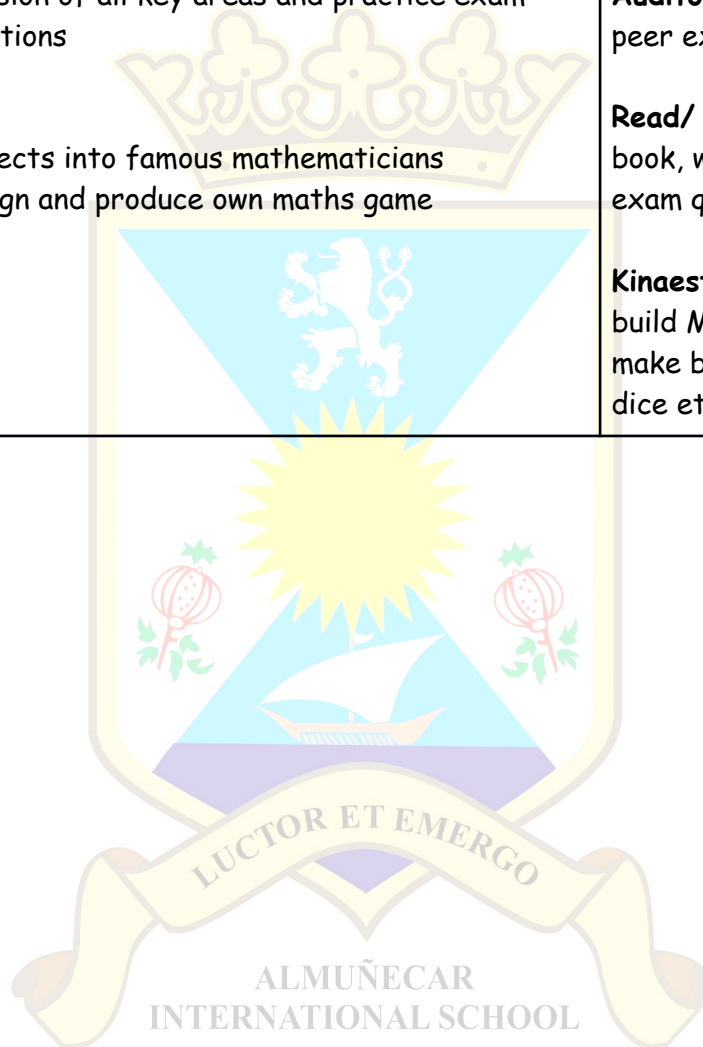 sion of all key areas and practice exam
tions
ects into famous mathematicians
gn and produce own maths game
Audito
peer ex
Read/
book, w
exam q
Kinaest
build M
make b
dice et
LUCTOR ET EMERGO
ALMUÑECAR
INTERNATIONAL SCHOOL